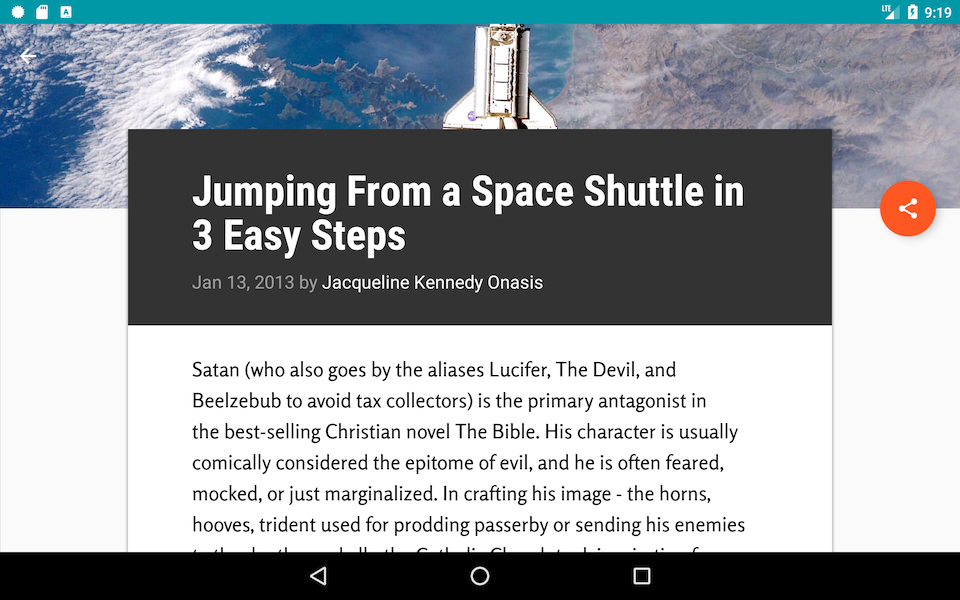 LTE 9:19
Jumping From a Space Shuttle in
3 Easy Steps
Jan 13, 2013 by Jacqueline Kennedy Onasis
Satan (who also goes by the aliases Lucifer, The Devil, and
Beelzebub to avoid tax collectors) is the primary antagonist in
the best-selling Christian novel The Bible. His character is usually
comically considered the epitome of evil, and he is often feared,
mocked, or just marginalized. In crafting his image - the horns,
hooves, trident used for prodding passerby or sending his enemies